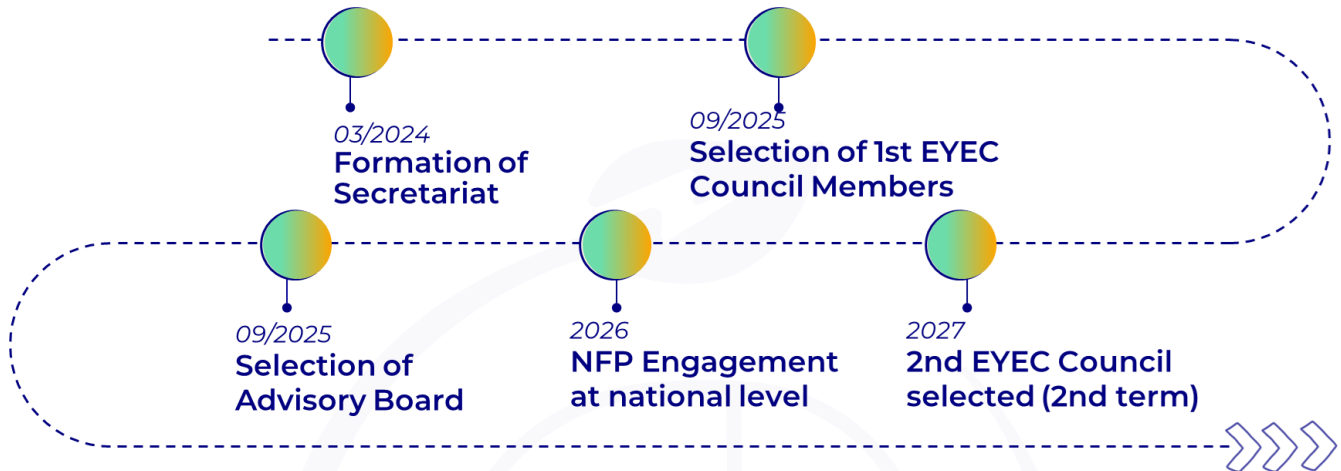 03/2024
Formation of
Secretariat
09/2025
Selection of 1st EYEC
Council Members
09/2025
Selection of
Advisory Board
2026
NFP Engagement
at national level
2027
2nd EYEC Council
selected (2nd term)